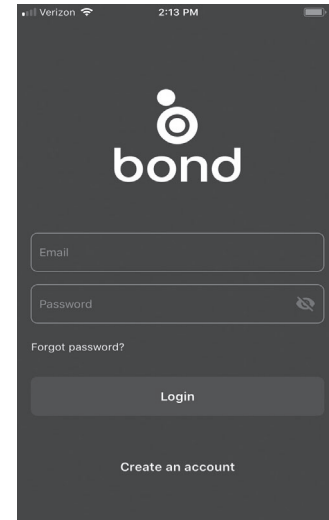 Verizon 2:13 PM
bond
Email
Password
Forgot password?
Login
Create an account